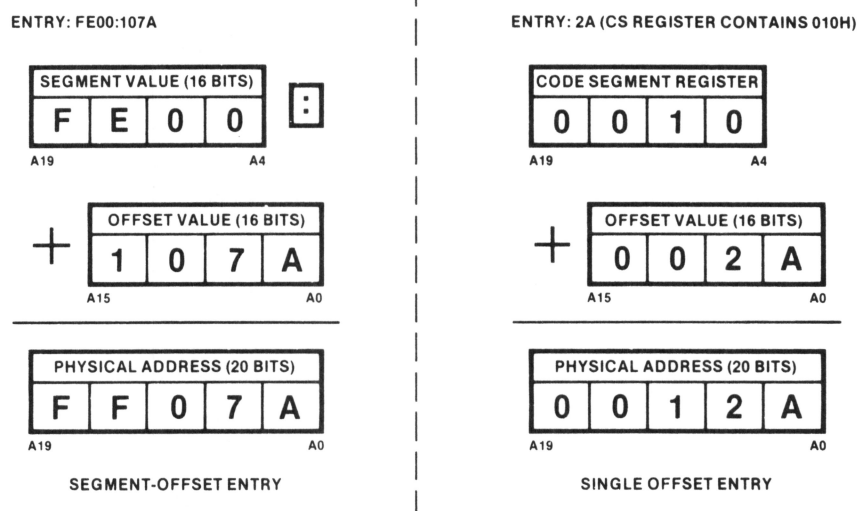 ENTRY: FE00:107A
SEGMENT VALUE (16 BITS)
F E 0 0 :
A19 A4
+ OFFSET VALUE (16 BITS)
1 0 7 A
A15 A0
PHYSICAL ADDRESS (20 BITS)
F F 0 7 A
A19 A0
SEGMENT-OFFSET ENTRY
ENTRY: 2A (CS REGISTER CONTAINS 010H)
CODE SEGMENT REGISTER
0 0 1 0
A19 A4
+ OFFSET VALUE (16 BITS)
0 0 2 A
A15 A0
PHYSICAL ADDRESS (20 BITS)
0 0 1 2 A
A19 A0
SINGLE OFFSET ENTRY